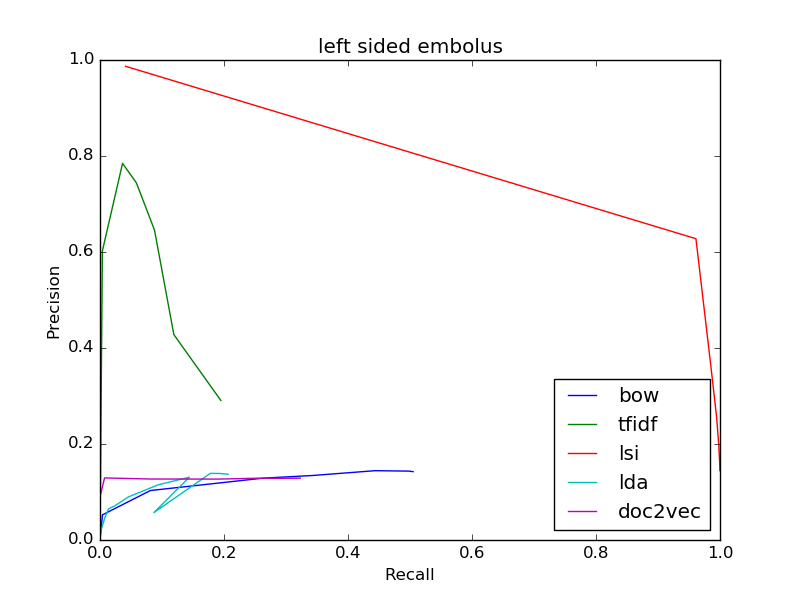 left sided embolus
1.0
0.8
0.6
0.4
0.2
0.0
Precision
0.0 0.2 0.4 0.6 0.8 1.0
Recall
bow
tfidf
lsi
lda
doc2vec